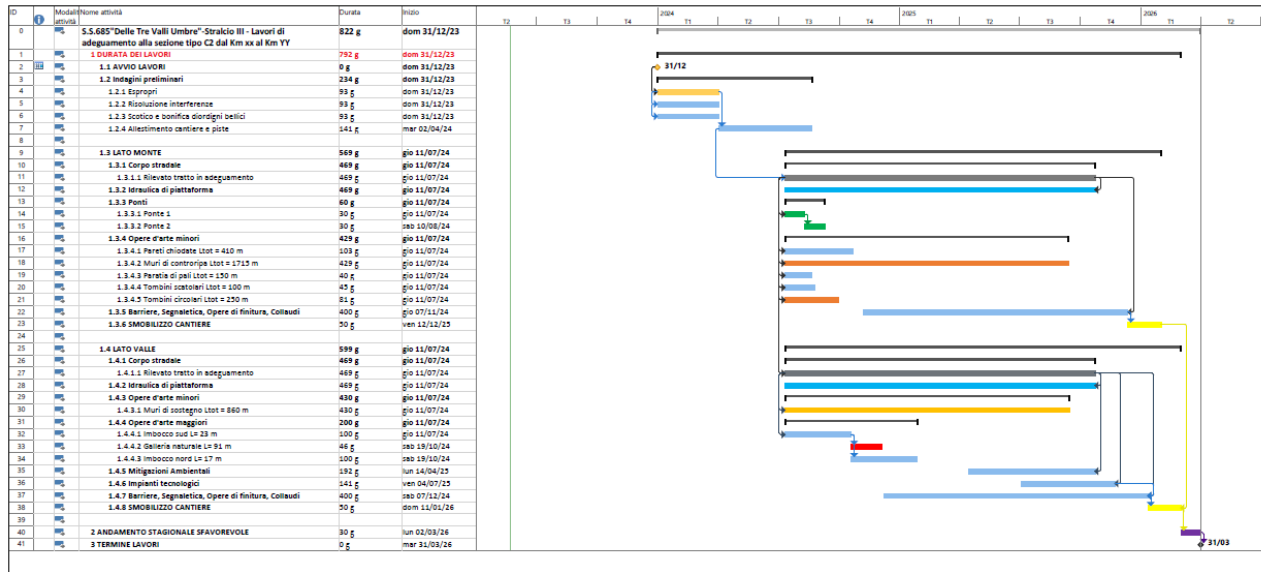 ID Modalità attività Nome attività Durata Inizio 2024 2025 2026
T2 T3 T4 T1 T2 T3 T4 T1 T2 T3 T4 T1 T2
0 S.S.685"Delle Tre Valli Umbre"-Stralcio III - Lavori di 822 g dom 31/12/23
adeguamento alla sezione tipo C2 dal Km xx al Km YY
1 1 DURATA DEI LAVORI 792 g dom 31/12/23
2 1.1 AVVIO LAVORI 0 g dom 31/12/23 31/12
3 1.2 Indagini preliminari 234 g dom 31/12/23
4 1.2.1 Espropri 93 g dom 31/12/23
5 1.2.2 Risoluzione interferenze 93 g dom 31/12/23
6 1.2.3 Scotico e bonifica diordigni bellici 93 g dom 31/12/23
7 1.2.4 Allestimento cantiere e piste 141 g mar 02/04/24
8
9 1.3 LATO MONTE 569 g gio 11/07/24
10 1.3.1 Corpo stradale 469 g gio 11/07/24
11 1.3.1.1 Rilevato tratto in adeguamento 469 g gio 11/07/24
12 1.3.2 Idraulica di piattaforma 469 g gio 11/07/24
13 1.3.3 Ponti 60 g gio 11/07/24
14 1.3.3.1 Ponte 1 30 g gio 11/07/24
15 1.3.3.2 Ponte 2 30 g sab 10/08/24
16 1.3.4 Opere d'arte minori 429 g gio 11/07/24
17 1.3.4.1 Pareti chiodate Ltot = 410 m 103 g gio 11/07/24
18 1.3.4.2 Muri di controripa Ltot = 1715 m 429 g gio 11/07/24
19 1.3.4.3 Paratia di pali Ltot = 150 m 40 g gio 11/07/24
20 1.3.4.4 Tombini scatolari Ltot = 100 m 45 g gio 11/07/24
21 1.3.4.5 Tombini circolari Ltot = 250 m 81 g gio 11/07/24
22 1.3.5 Barriere, Segnaletica, Opere di finitura, Collaudi 400 g gio 07/11/24
23 1.3.6 SMOBILIZZO CANTIERE 50 g ven 12/12/25
24
25 1.4 LATO VALLE 599 g gio 11/07/24
26 1.4.1 Corpo stradale 469 g gio 11/07/24
27 1.4.1.1 Rilevato tratto in adeguamento 469 g gio 11/07/24
28 1.4.2 Idraulica di piattaforma 469 g gio 11/07/24
29 1.4.3 Opere d'arte minori 430 g gio 11/07/24
30 1.4.3.1 Muri di sostegno Ltot = 860 m 430 g gio 11/07/24
31 1.4.4 Opere d'arte maggiori 200 g gio 11/07/24
32 1.4.4.1 Imbocco sud L= 23 m 100 g gio 11/07/24
33 1.4.4.2 Galleria naturale L= 91 m 46 g sab 19/10/24
34 1.4.4.3 Imbocco nord L= 17 m 100 g sab 19/10/24
35 1.4.5 Mitigazioni Ambientali 192 g lun 14/04/25
36 1.4.6 Impianti tecnologici 141 g ven 04/07/25
37 1.4.7 Barriere, Segnaletica, Opere di finitura, Collaudi 400 g sab 07/12/24
38 1.4.8 SMOBILIZZO CANTIERE 50 g dom 11/01/26
39
40 2 ANDAMENTO STAGIONALE SFAVOREVOLE 30 g lun 02/03/26
41 3 TERMINE LAVORI 0 g mar 31/03/26 31/03